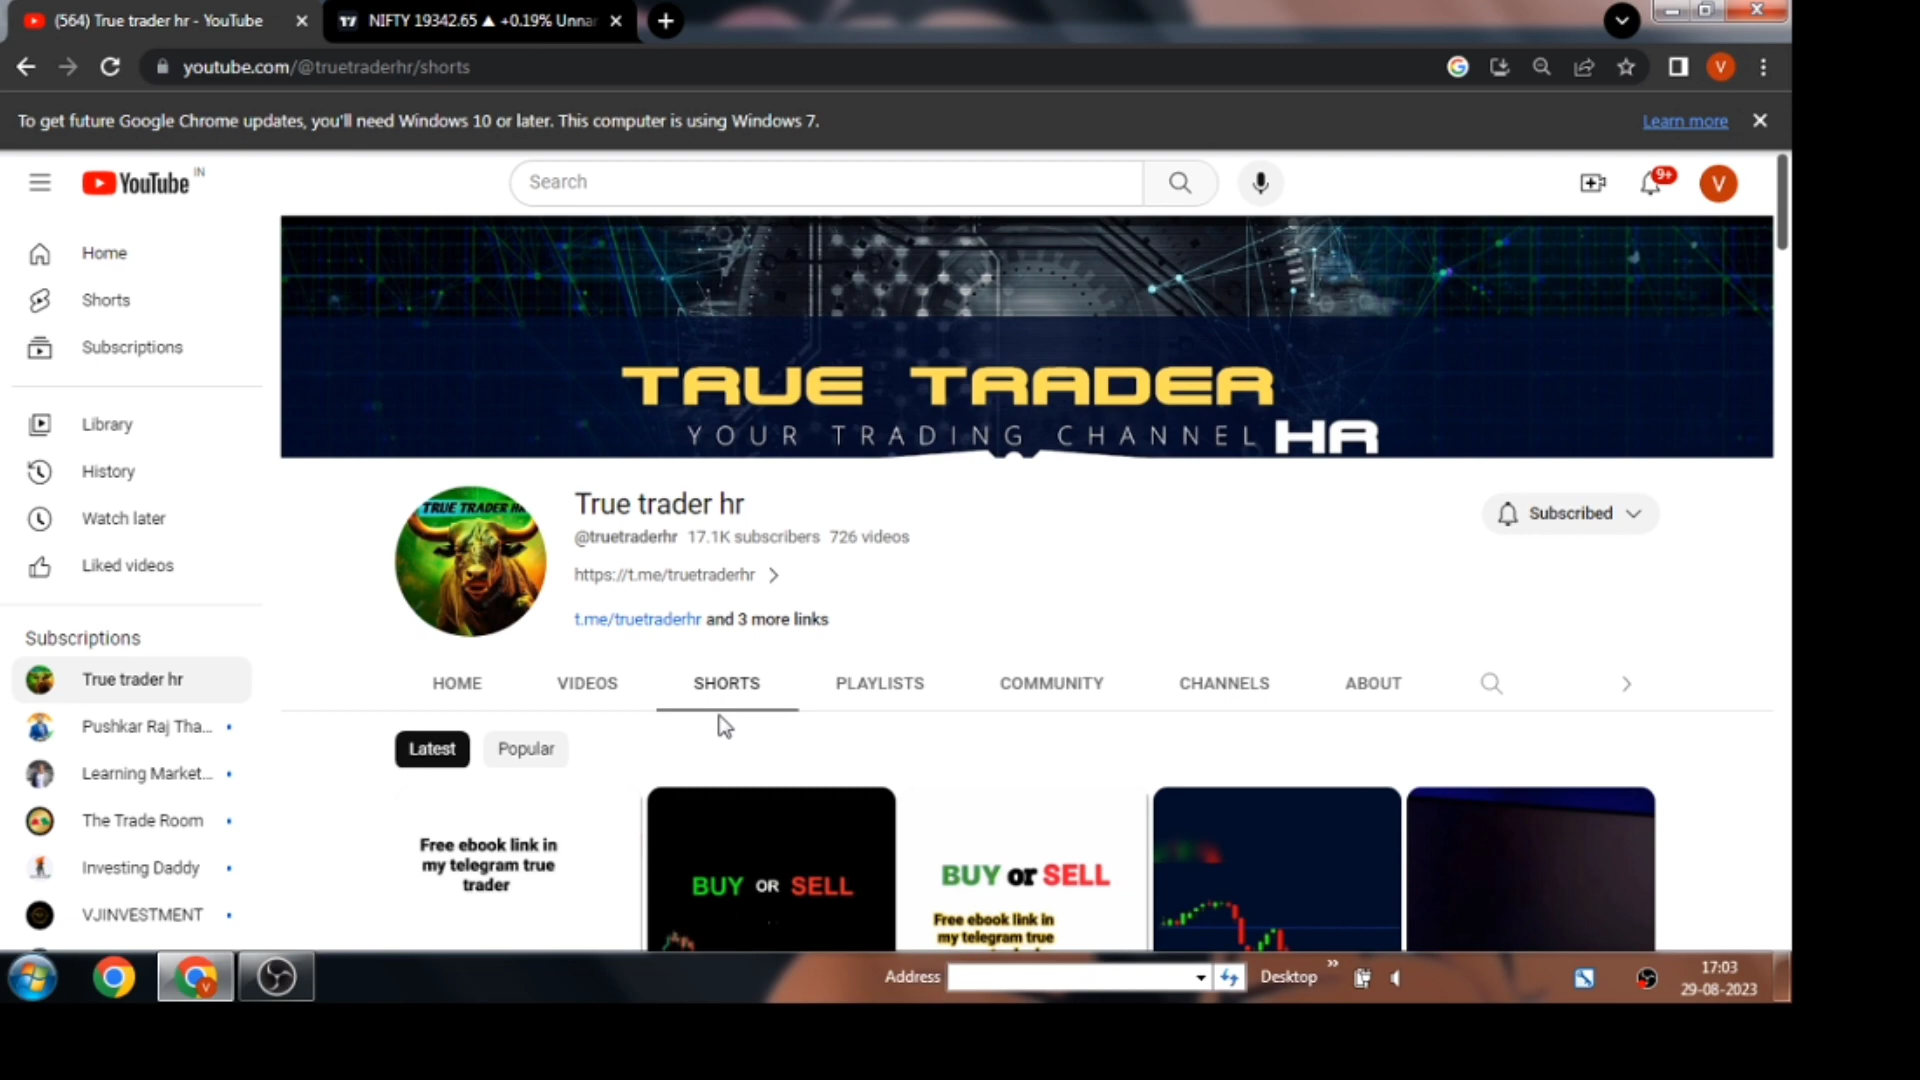 (564) True trader hr - YouTube
NIFTY 19342.65 ▲ +0.19% Unna
youtube.com/@truetraderhr/shorts
V
To get future Google Chrome updates, you'll need Windows 10 or later. This computer is using Windows 7.
Learn more
YouTube IN
Search
9+
V
Home
Shorts
Subscriptions
Library
History
Watch later
Liked videos
Subscriptions
True trader hr
Pushkar Raj Tha...
Learning Market...
The Trade Room
Investing Daddy
VJINVESTMENT
TRUE TRADER
YOUR TRADING CHANNEL HR
TRUE TRADER HR
True trader hr
@truetraderhr 17.1K subscribers 726 videos
https://t.me/truetraderhr
t.me/truetraderhr and 3 more links
Subscribed
HOME VIDEOS SHORTS PLAYLISTS COMMUNITY CHANNELS ABOUT
Latest Popular
Free ebook link in
my telegram true
trader
BUY OR SELL
BUY or SELL
Free ebook link in
my telegram true
Address
Desktop
17:03
29-08-2023